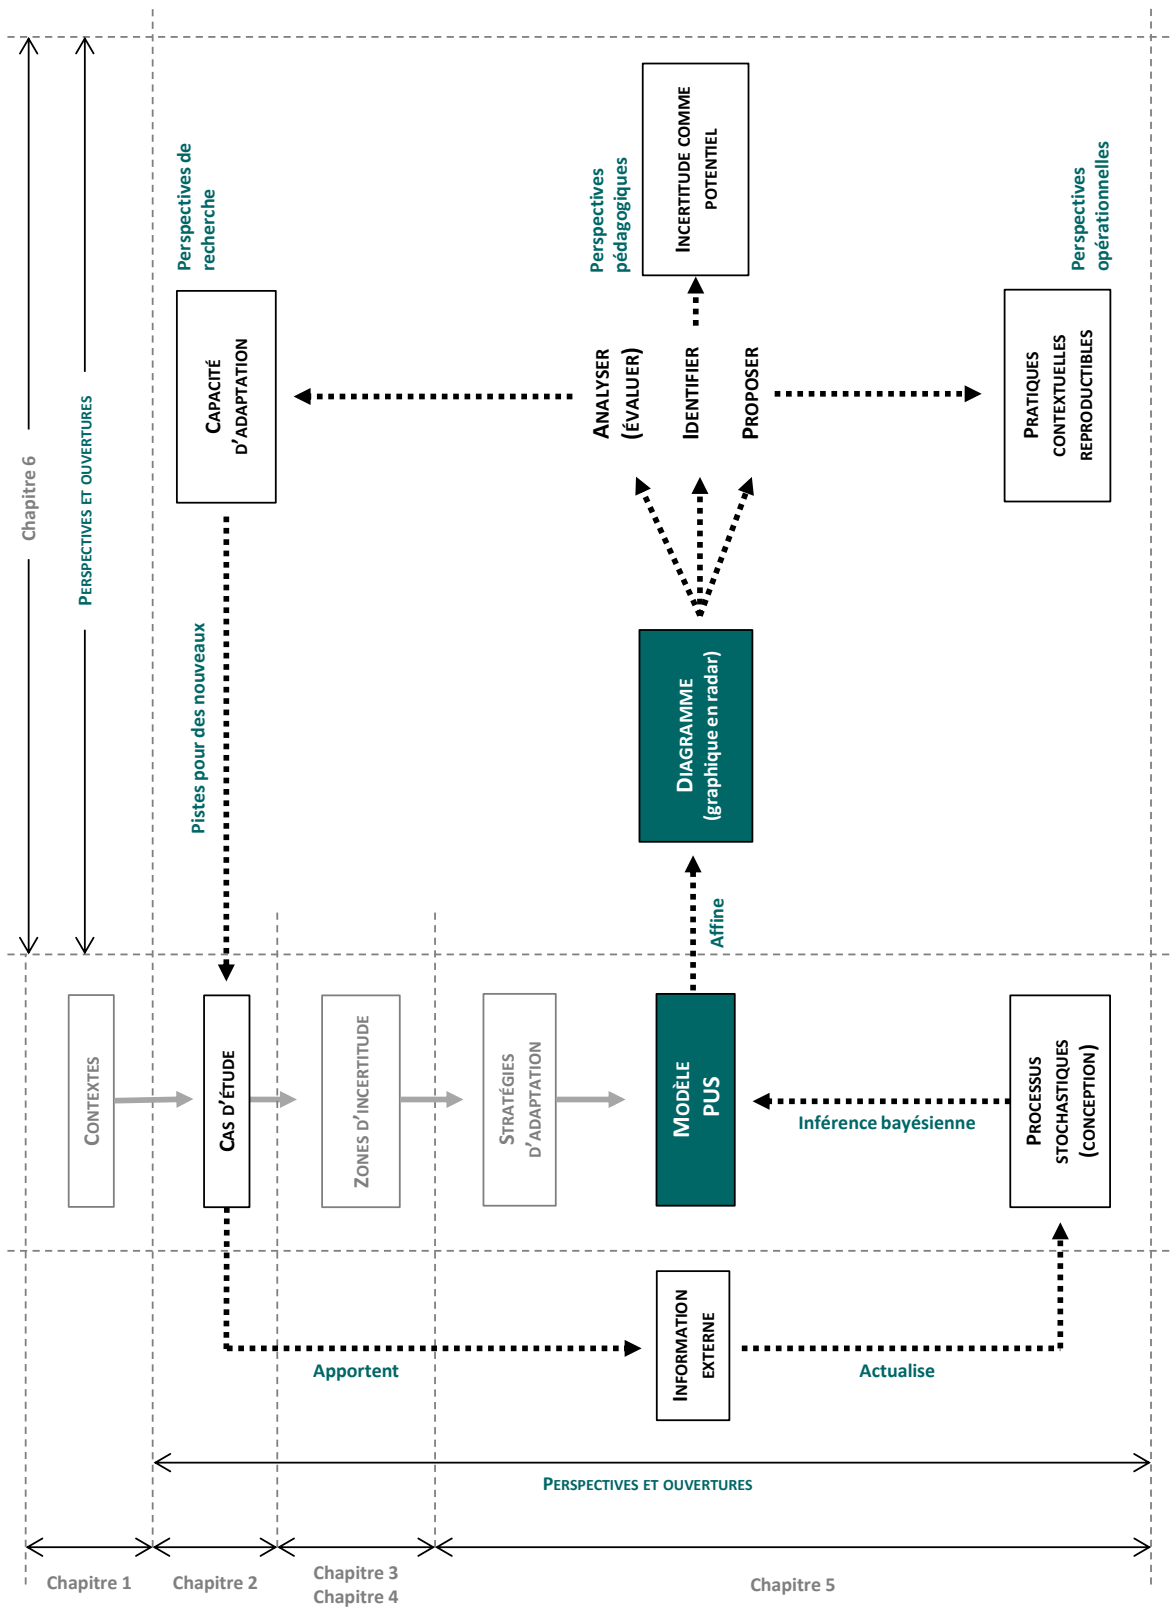 Chapitre 6
PERSPECTIVES ET OUVERTURES
Perspectives de
recherche
CAPACITÉ
D'ADAPTATION
Pistes pour des nouveaux
Perspectives
pédagogiques
INCERTITUDE COMME
POTENTIEL
Perspectives
opérationnelles
PRATIQUES
CONTEXTUELLES
REPRODUCTIBLES
ANALYSER
(ÉVALUER)
IDENTIFIER
PROPOSER
DIAGRAMME
(graphique en radar)
Affine
CONTEXTES
CAS D'ÉTUDE
ZONES D'INCERTITUDE
STRATÉGIES
D'ADAPTATION
MODÈLE
PUS
Inférence bayésienne
PROCESSUS
STOCHASTIQUES
(CONCEPTION)
Apportent
INFORMATION
EXTERNE
Actualise
PERSPECTIVES ET OUVERTURES
Chapitre 1
Chapitre 2
Chapitre 3
Chapitre 4
Chapitre 5